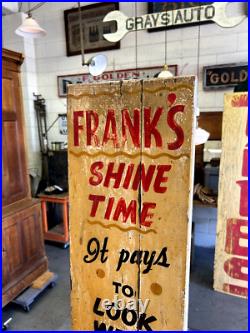 GRAYS AUTO
GOLDEN
GOLD
FRANK'S
SHINE
TIME
It pays
TO
LOOK